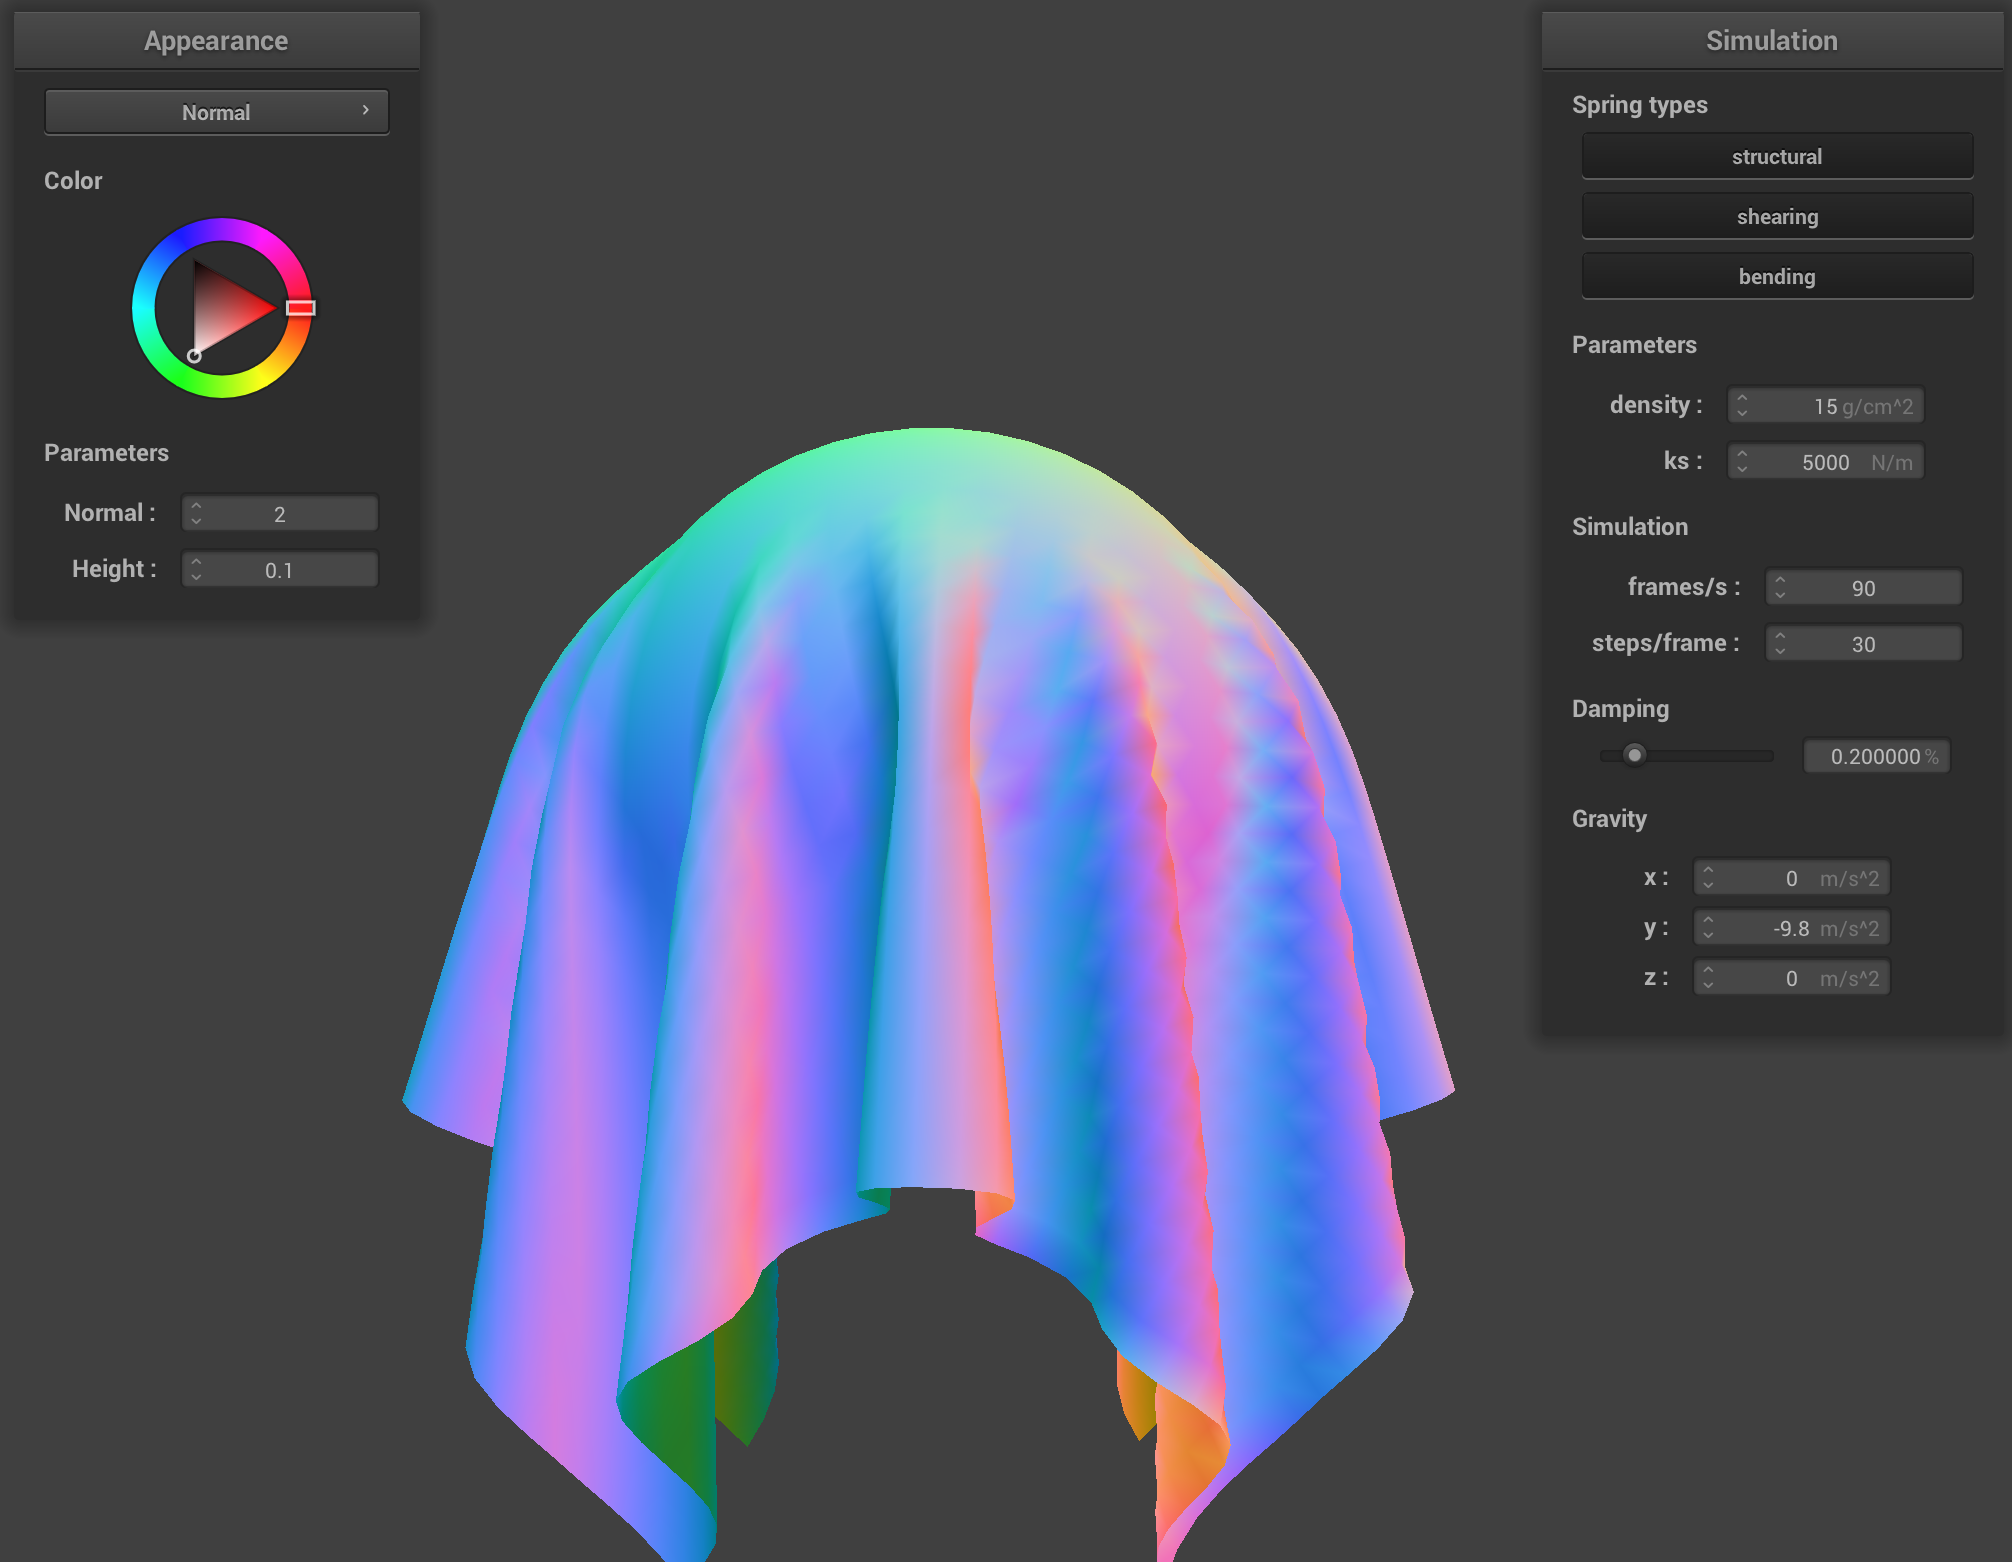 Appearance
Normal
Color
Parameters
Normal : 2
Height : 0.1
Simulation
Spring types
structural
shearing
bending
Parameters
density : 15 g/cm^2
ks : 5000 N/m
Simulation
frames/s : 90
steps/frame : 30
Damping
0.200000 %
Gravity
x : 0 m/s^2
y : -9.8 m/s^2
z : 0 m/s^2